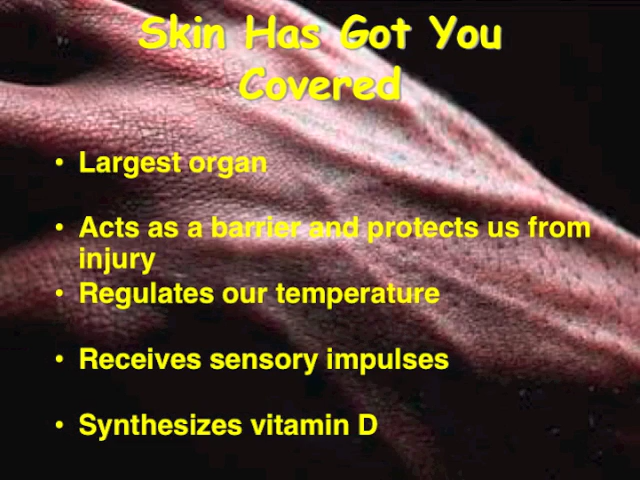 Skin Has Got You
Covered
• Largest organ
• Acts as a barrier and protects us from
injury
• Regulates our temperature
• Receives sensory impulses
• Synthesizes vitamin D